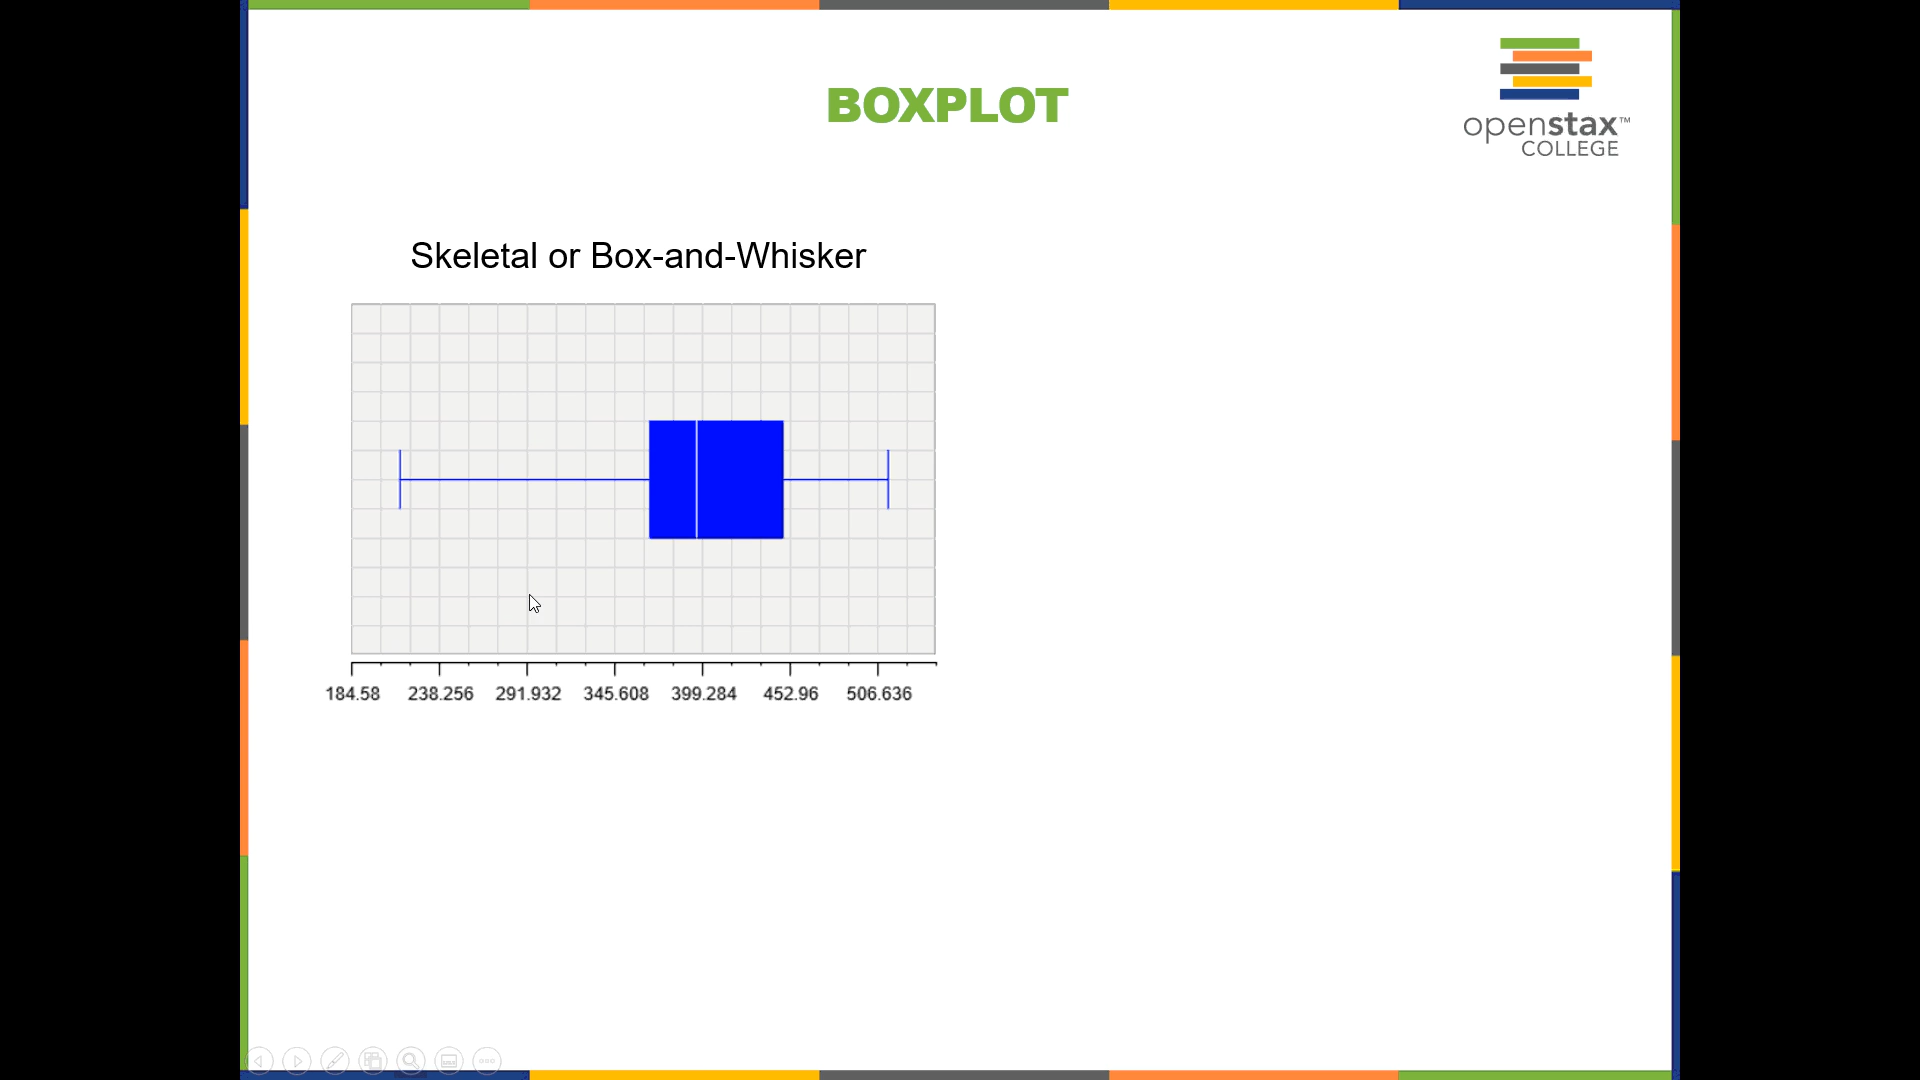 BOXPLOT
openstax™
COLLEGE
Skeletal or Box-and-Whisker
184.58 238.256 291.932 345.608 399.284 452.96 506.636